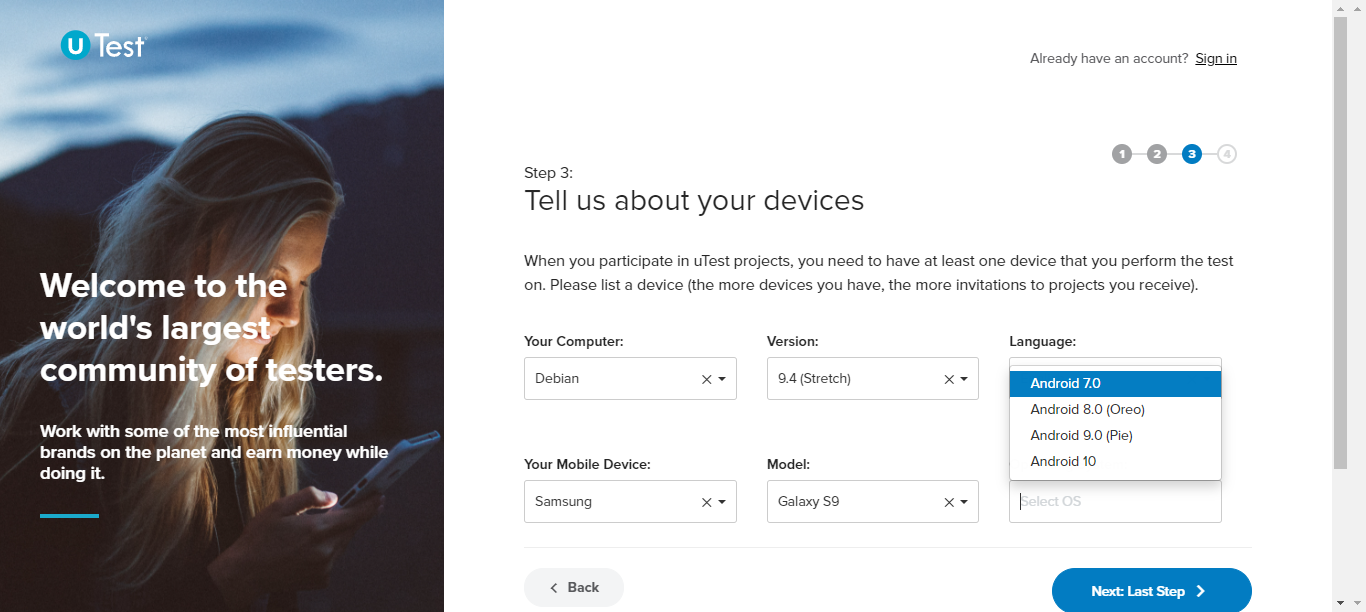 U Test
Already have an account? Sign in
1 2 3 4
Step 3:
Tell us about your devices
Welcome to the
world's largest
community of testers.
Work with some of the most influential
brands on the planet and earn money while
doing it.
When you participate in uTest projects, you need to have at least one device that you perform the test
on. Please list a device (the more devices you have, the more invitations to projects you receive).
Your Computer:
Debian
Version:
9.4 (Stretch)
Language:
Android 7.0
Android 8.0 (Oreo)
Android 9.0 (Pie)
Android 10
Your Mobile Device:
Samsung
Model:
Galaxy S9
Select OS
Back
Next: Last Step